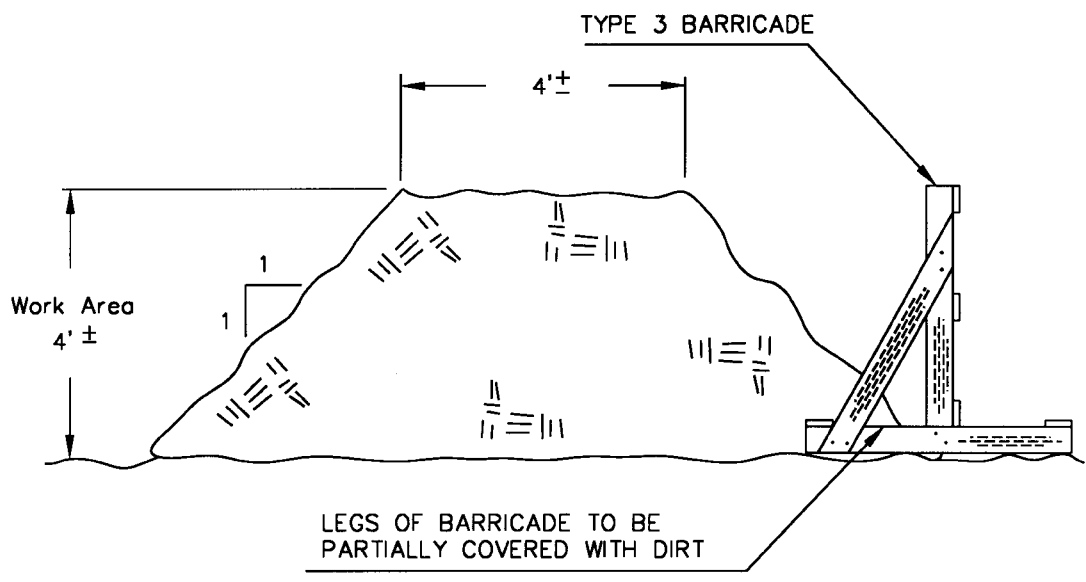 TYPE 3 BARRICADE
4'±
1
1
Work Area
4' ±
LEGS OF BARRICADE TO BE
PARTIALLY COVERED WITH DIRT